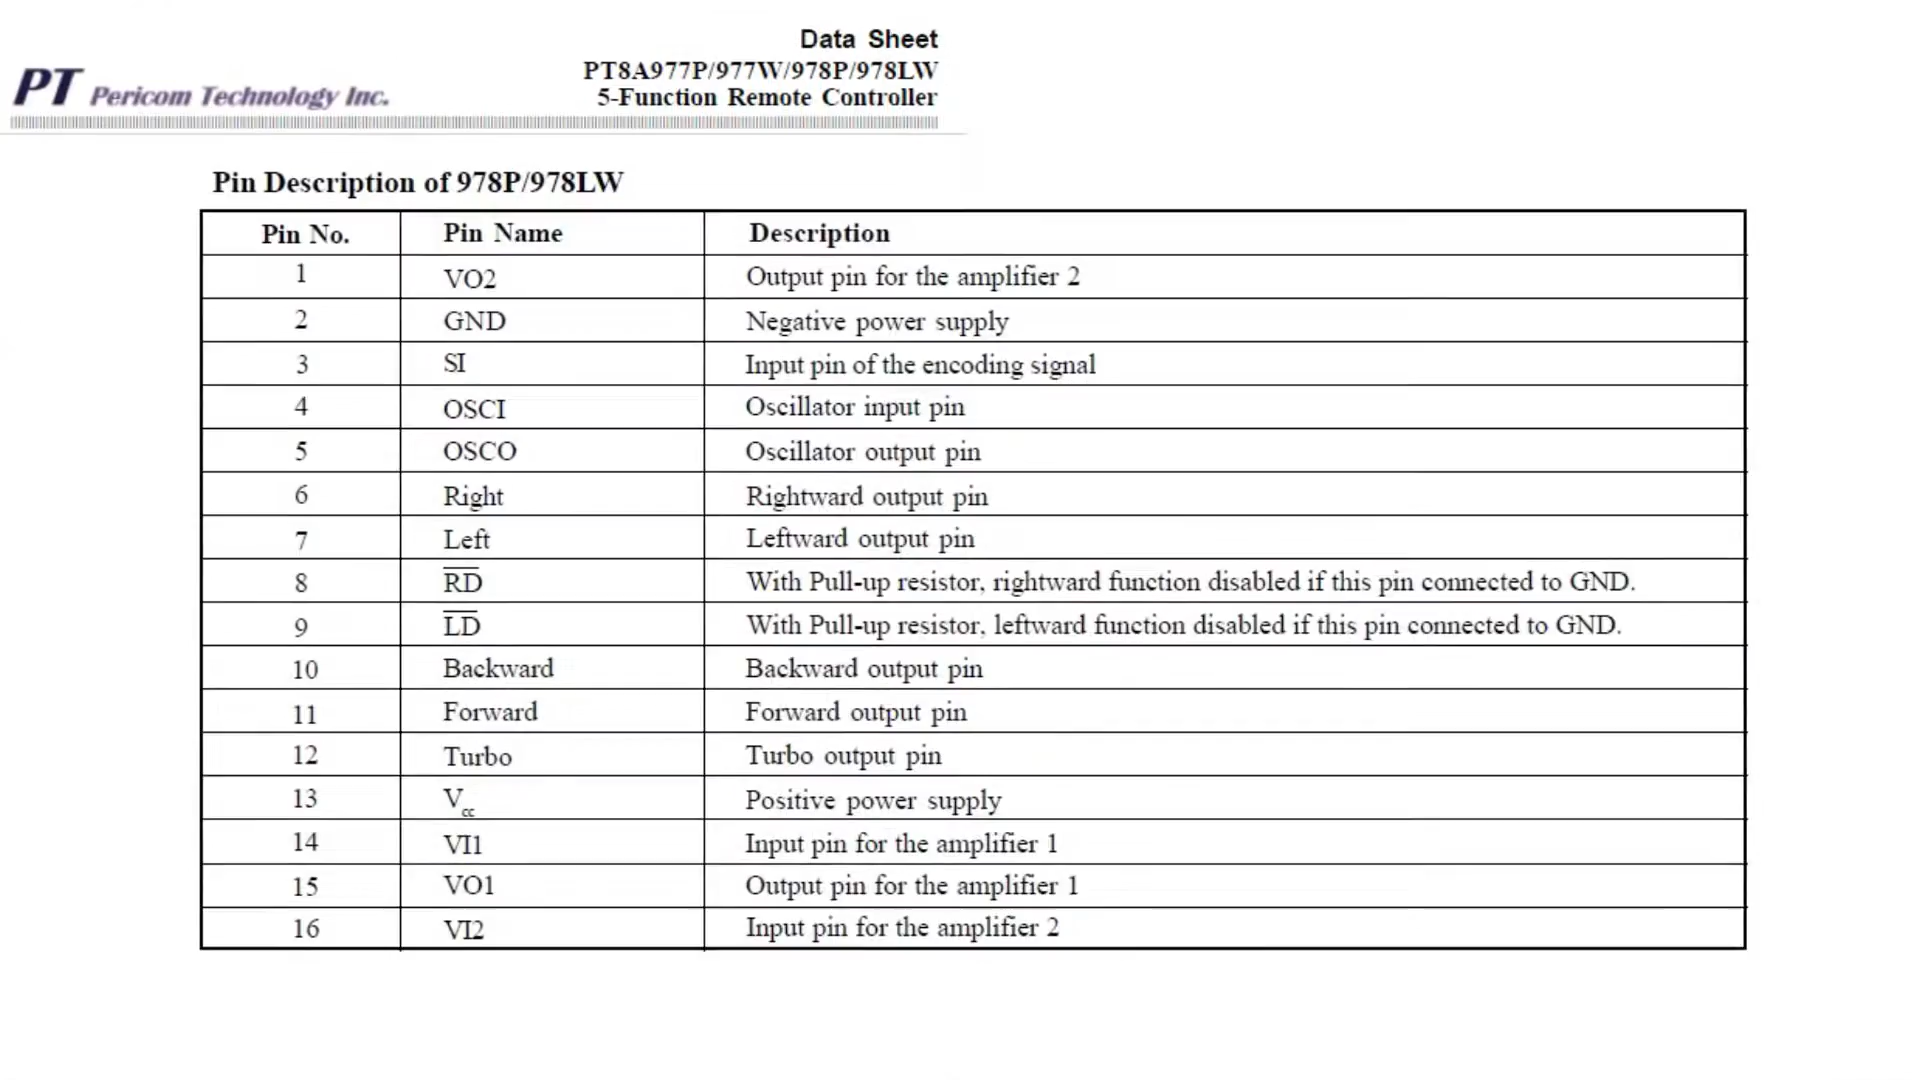 Data Sheet
PT8A977P/977W/978P/978LW
PT Pericom Technology Inc.
5-Function Remote Controller
Pin Description of 978P/978LW
Pin No. Pin Name Description
1 VO2 Output pin for the amplifier 2
2 GND Negative power supply
3 SI Input pin of the encoding signal
4 OSCI Oscillator input pin
5 OSCO Oscillator output pin
6 Right Rightward output pin
7 Left Leftward output pin
8 R̅D̅ With Pull-up resistor, rightward function disabled if this pin connected to GND.
9 L̅D̅ With Pull-up resistor, leftward function disabled if this pin connected to GND.
10 Backward Backward output pin
11 Forward Forward output pin
12 Turbo Turbo output pin
13 Vcc Positive power supply
14 VI1 Input pin for the amplifier 1
15 VO1 Output pin for the amplifier 1
16 VI2 Input pin for the amplifier 2